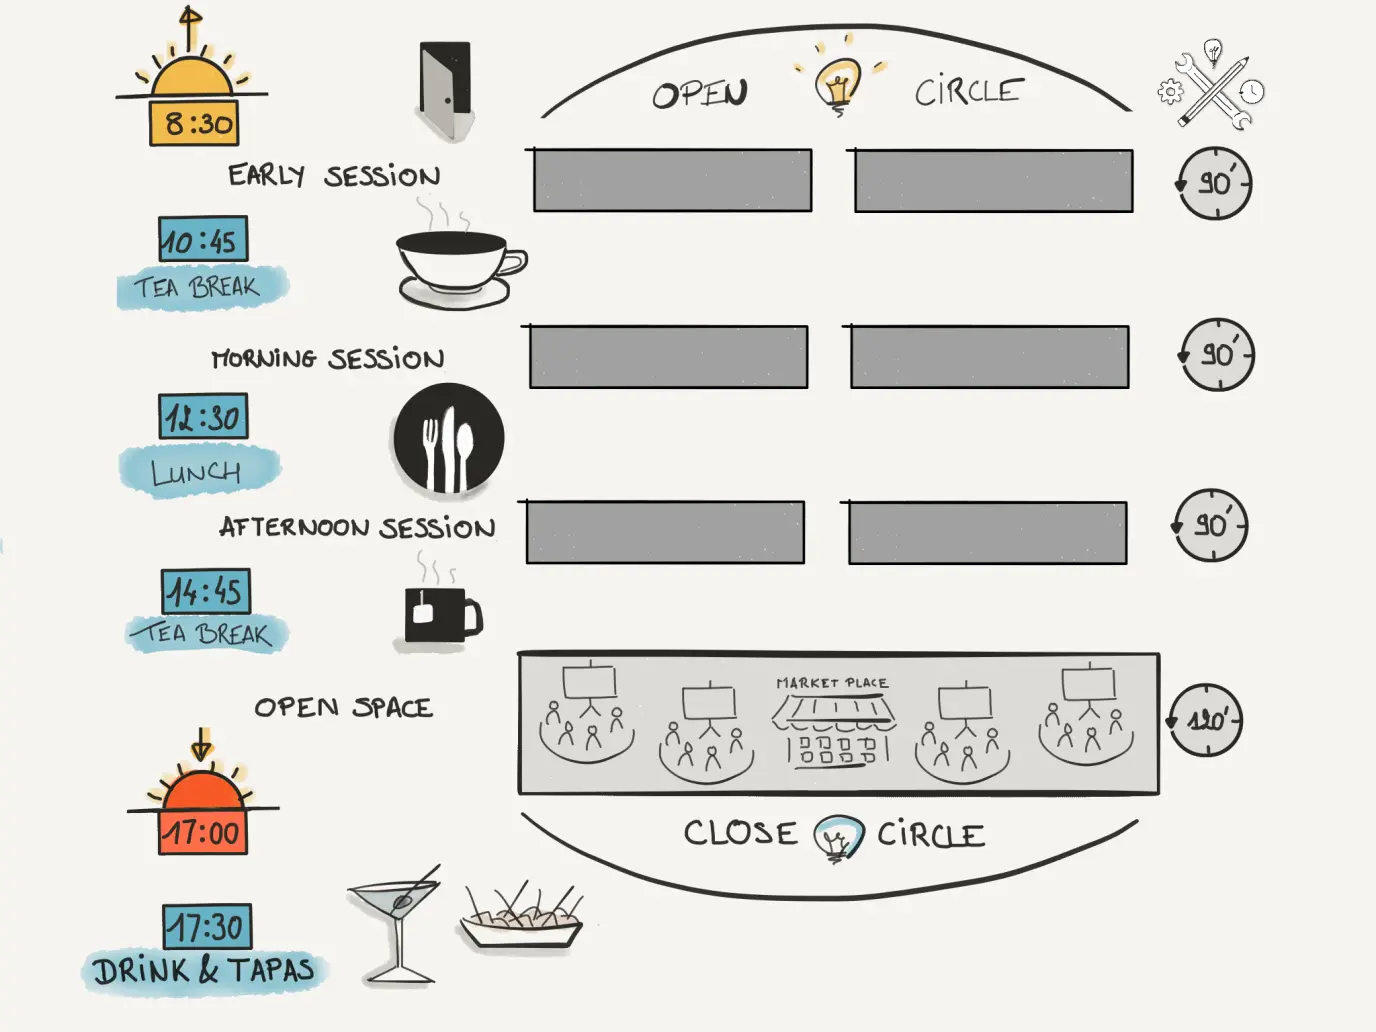 OPEN CiRCLE
8:30
EARLY SESSiON
90'
10:45
TEA BREAK
MORNING SESSiON
90'
12:30
LUNCH
AFTERNOON SESSiON
90'
14:45
TEA BREAK
MARKET PLACE
OPEN SPACE
120'
17:00
CLOSE CiRCLE
17:30
DRiNK & TAPAS